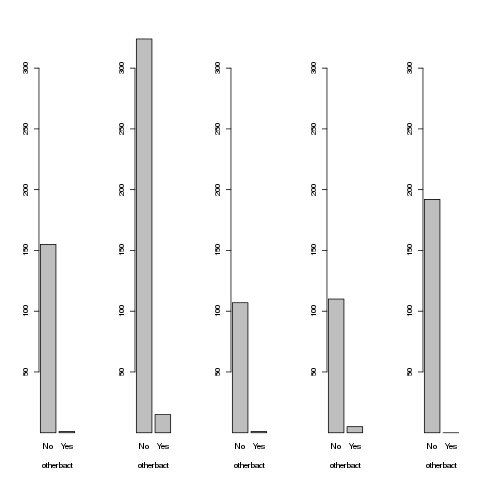 300 300 300 300 300
250 250 250 250 250
200 200 200 200 200
150 150 150 150 150
100 100 100 100 100
50 50 50 50 50
No Yes No Yes No Yes No Yes No Yes
otherbact otherbact otherbact otherbact otherbact